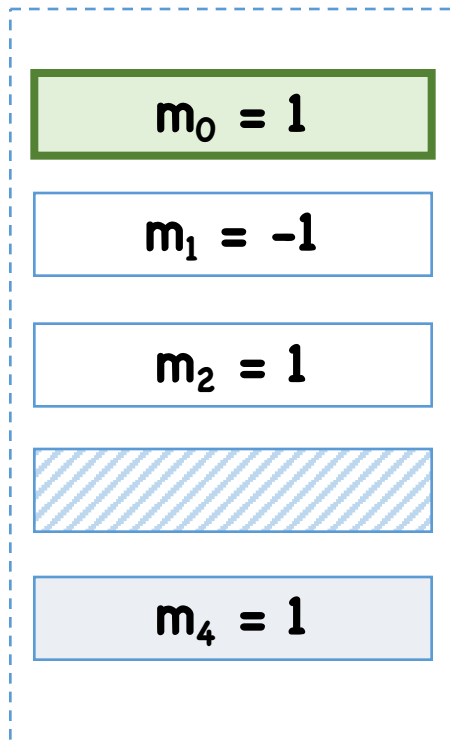 m₀ = 1
m₁ = -1
m₂ = 1
m₄ = 1